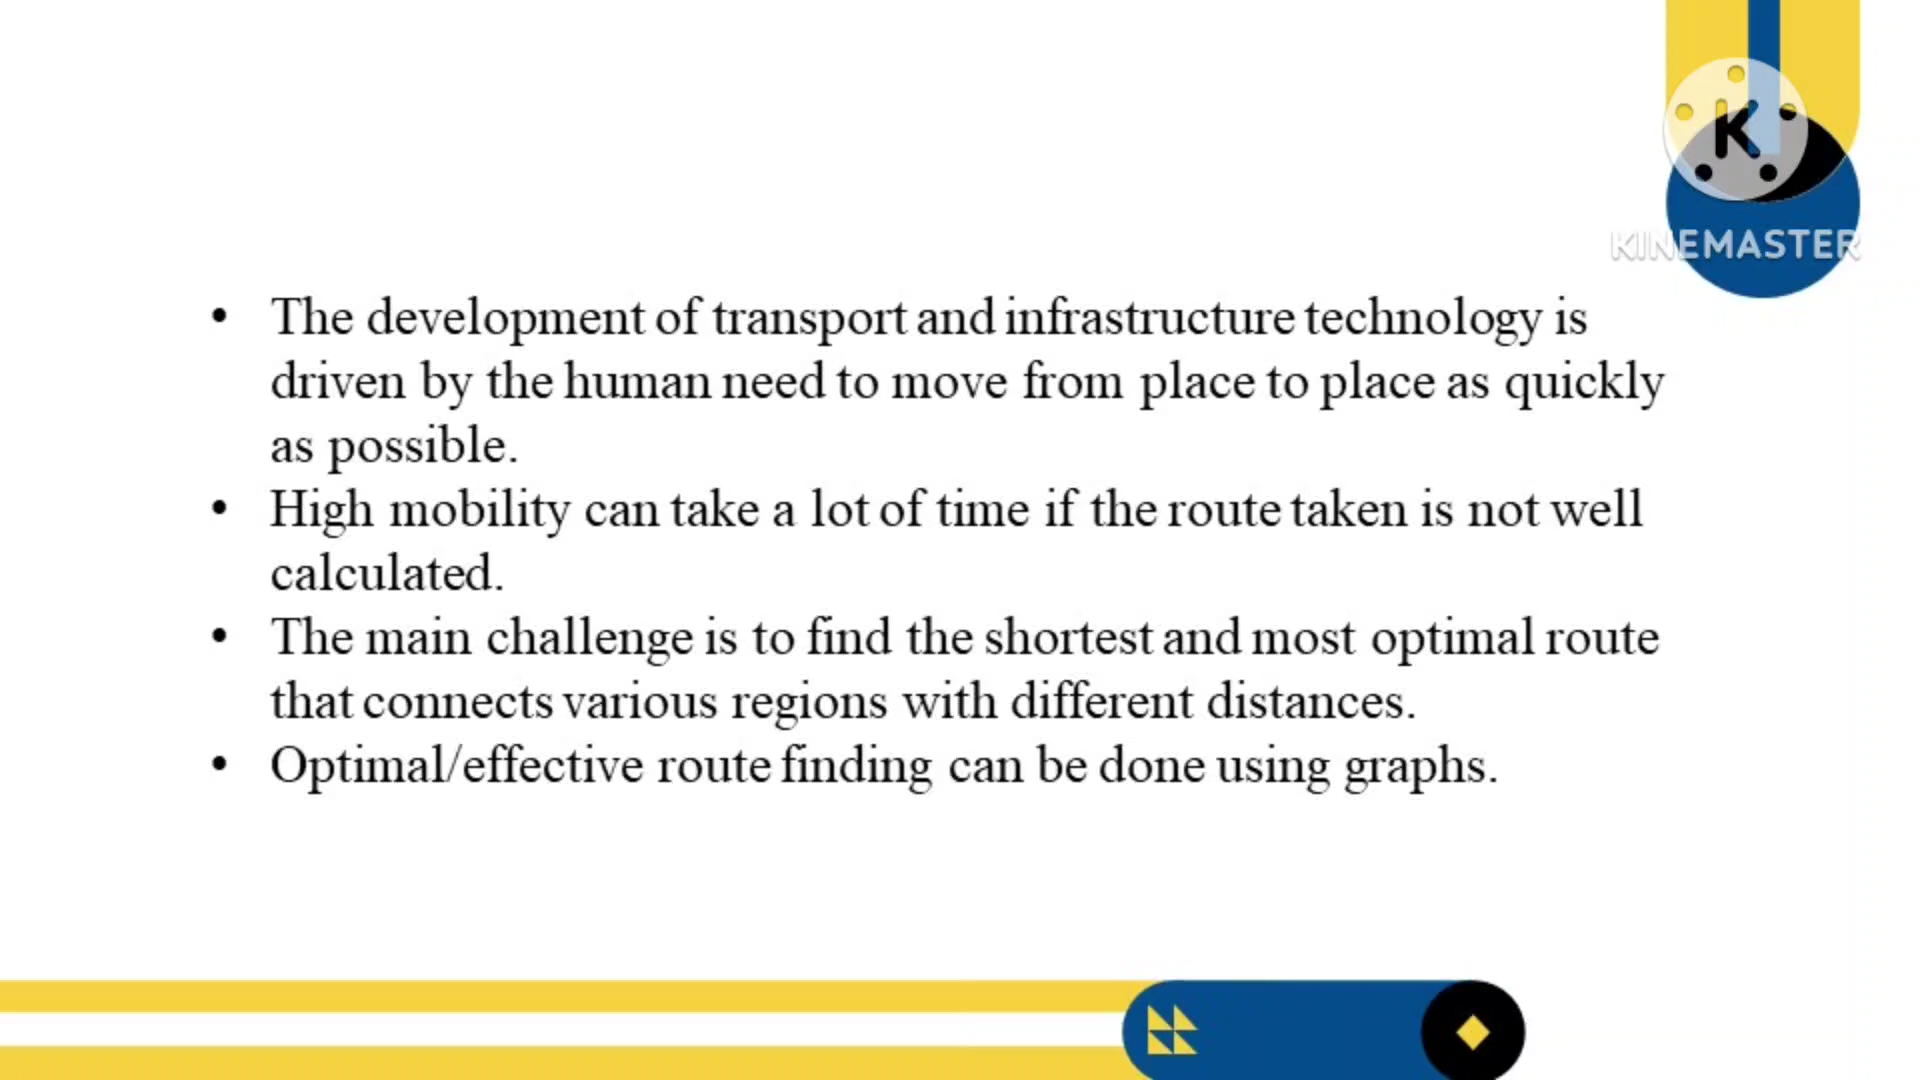 K
KINEMASTER
• The development of transport and infrastructure technology is
driven by the human need to move from place to place as quickly
as possible.
• High mobility can take a lot of time if the route taken is not well
calculated.
• The main challenge is to find the shortest and most optimal route
that connects various regions with different distances.
• Optimal/effective route finding can be done using graphs.